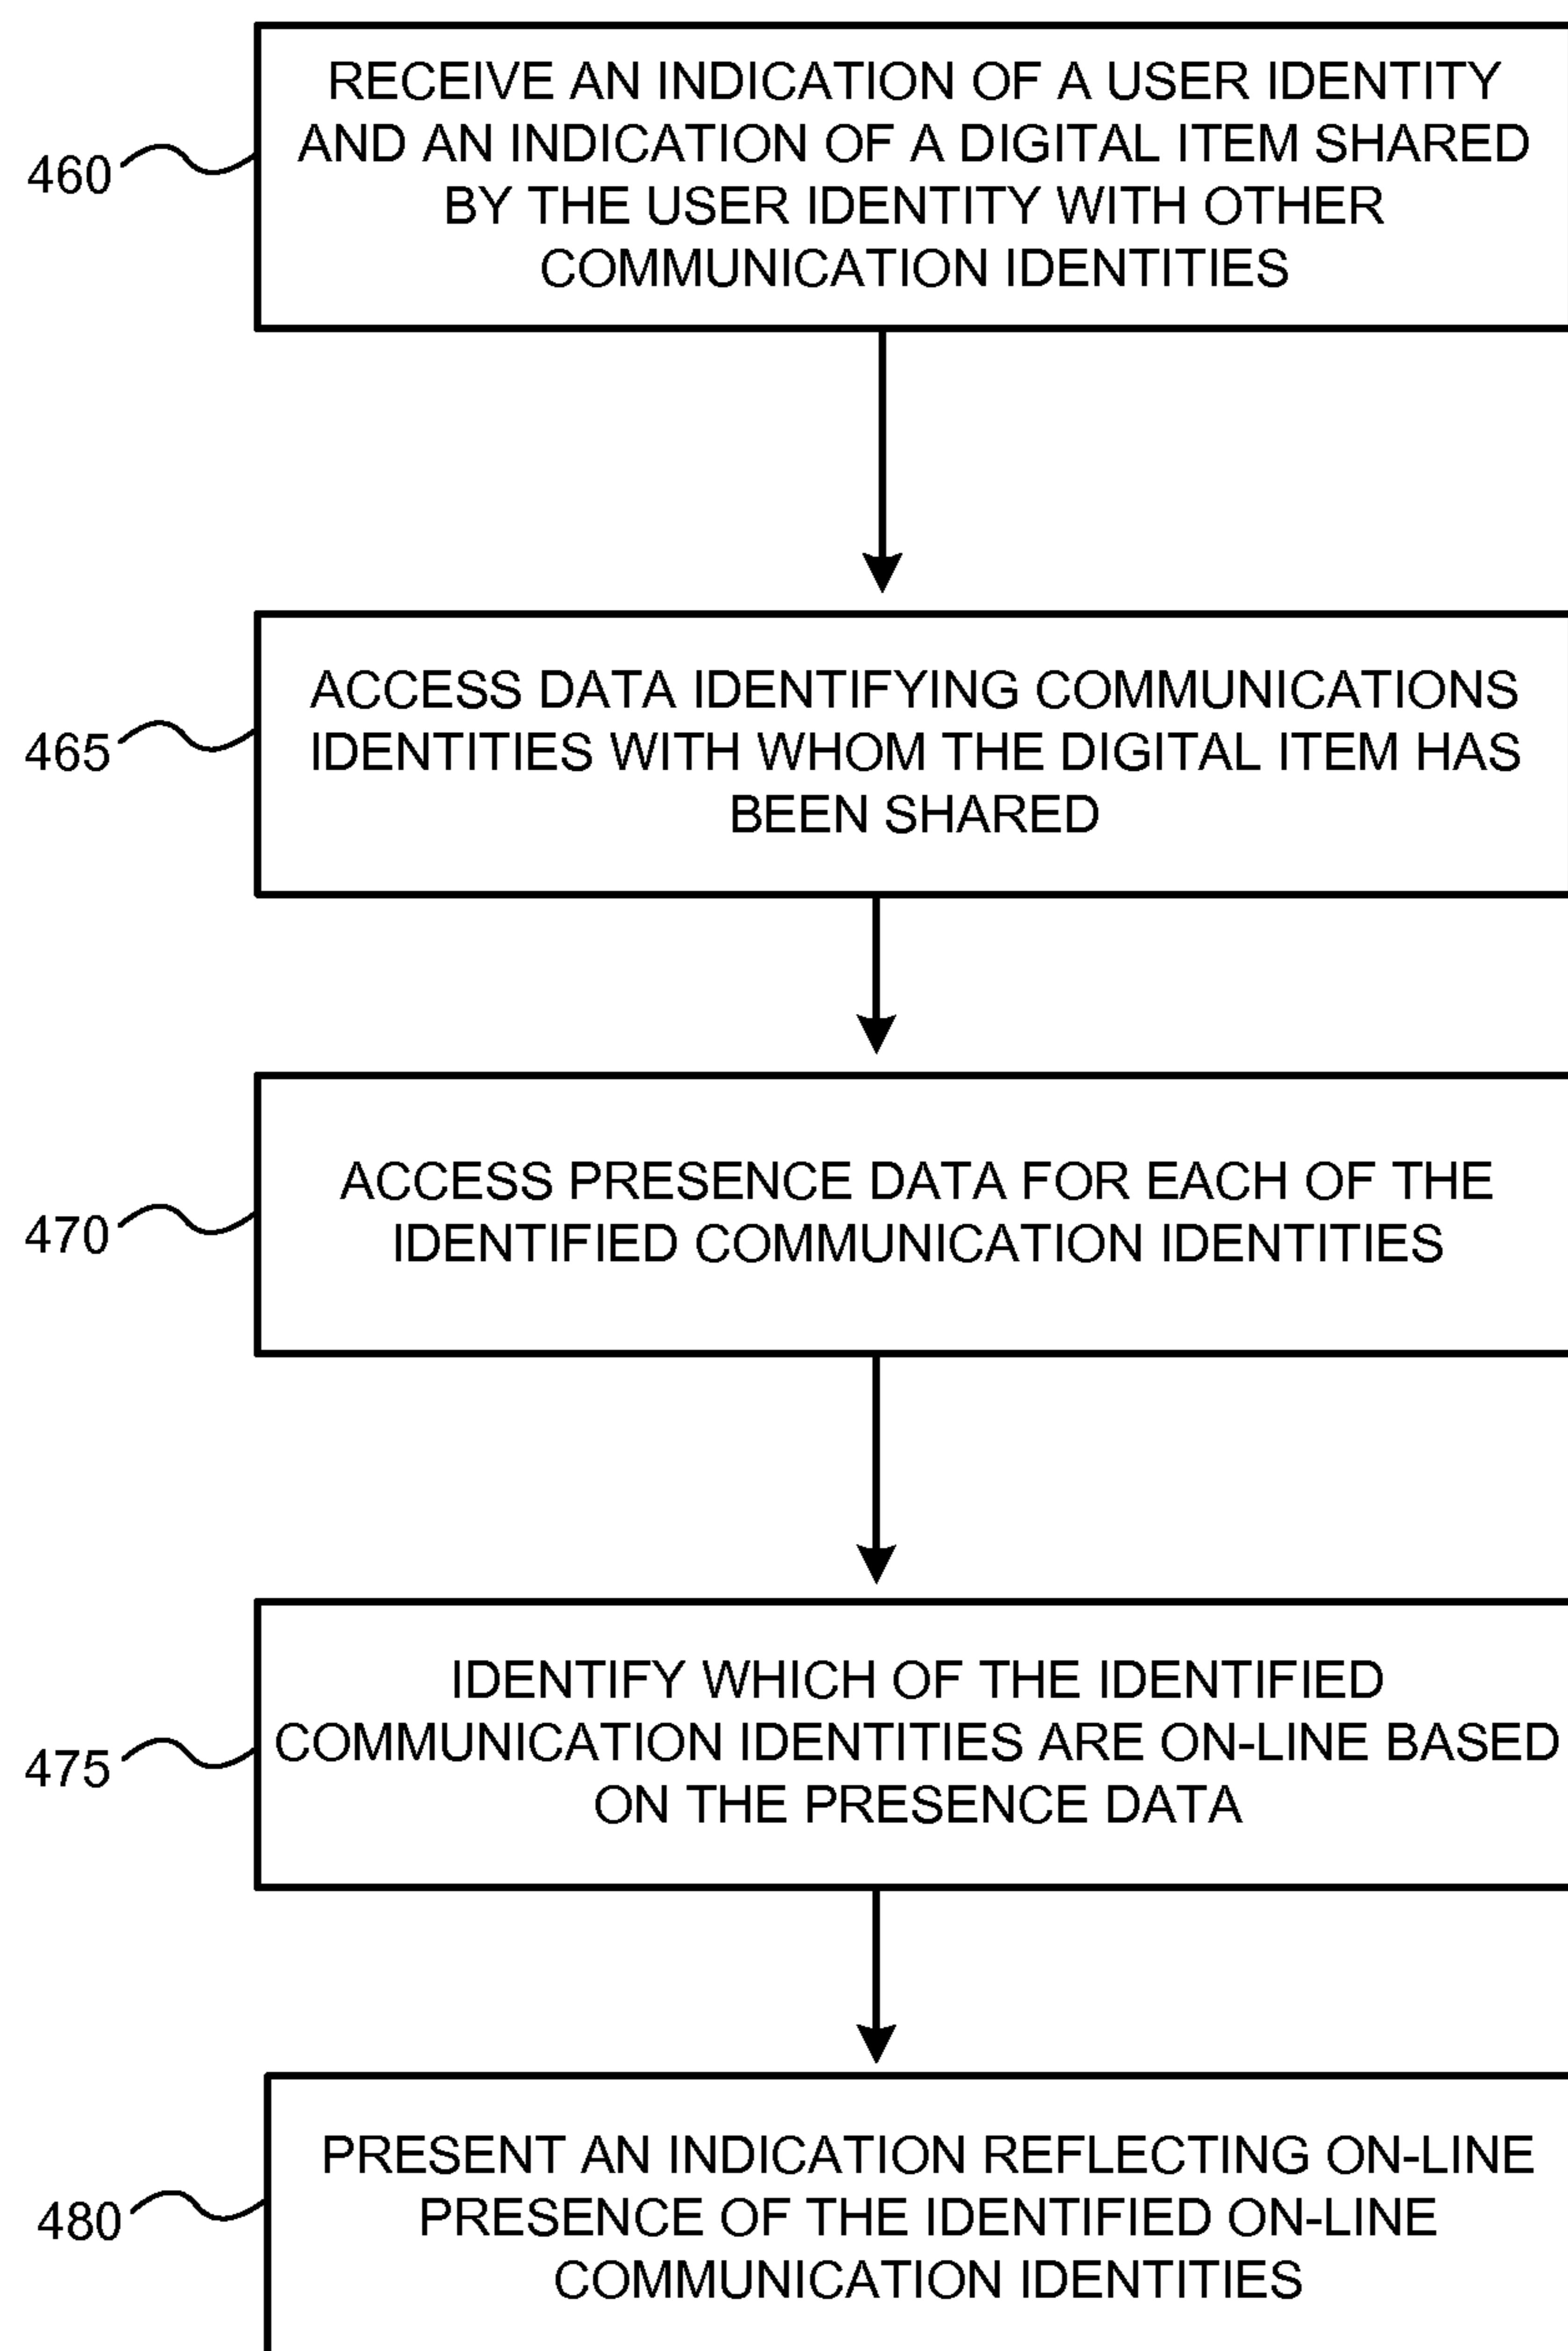 RECEIVE AN INDICATION OF A USER IDENTITY
AND AN INDICATION OF A DIGITAL ITEM SHARED
BY THE USER IDENTITY WITH OTHER
COMMUNICATION IDENTITIES
460
ACCESS DATA IDENTIFYING COMMUNICATIONS
IDENTITIES WITH WHOM THE DIGITAL ITEM HAS
BEEN SHARED
465
ACCESS PRESENCE DATA FOR EACH OF THE
IDENTIFIED COMMUNICATION IDENTITIES
470
IDENTIFY WHICH OF THE IDENTIFIED
COMMUNICATION IDENTITIES ARE ON-LINE BASED
ON THE PRESENCE DATA
475
PRESENT AN INDICATION REFLECTING ON-LINE
PRESENCE OF THE IDENTIFIED ON-LINE
COMMUNICATION IDENTITIES
480